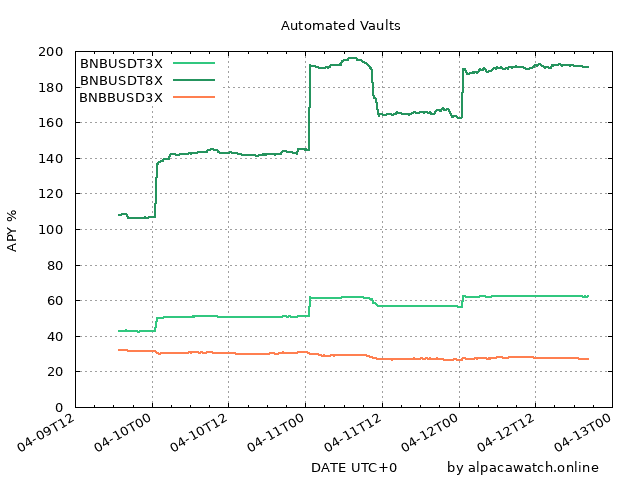 Automated Vaults
BNBUSDT3X
BNBUSDT8X
BNBBUSD3X
APY %
200
180
160
140
120
100
80
60
40
20
0
04-09T12
04-10T00
04-10T12
04-11T00
04-11T12
04-12T00
04-12T12
04-13T00
DATE UTC+0
by alpacawatch.online